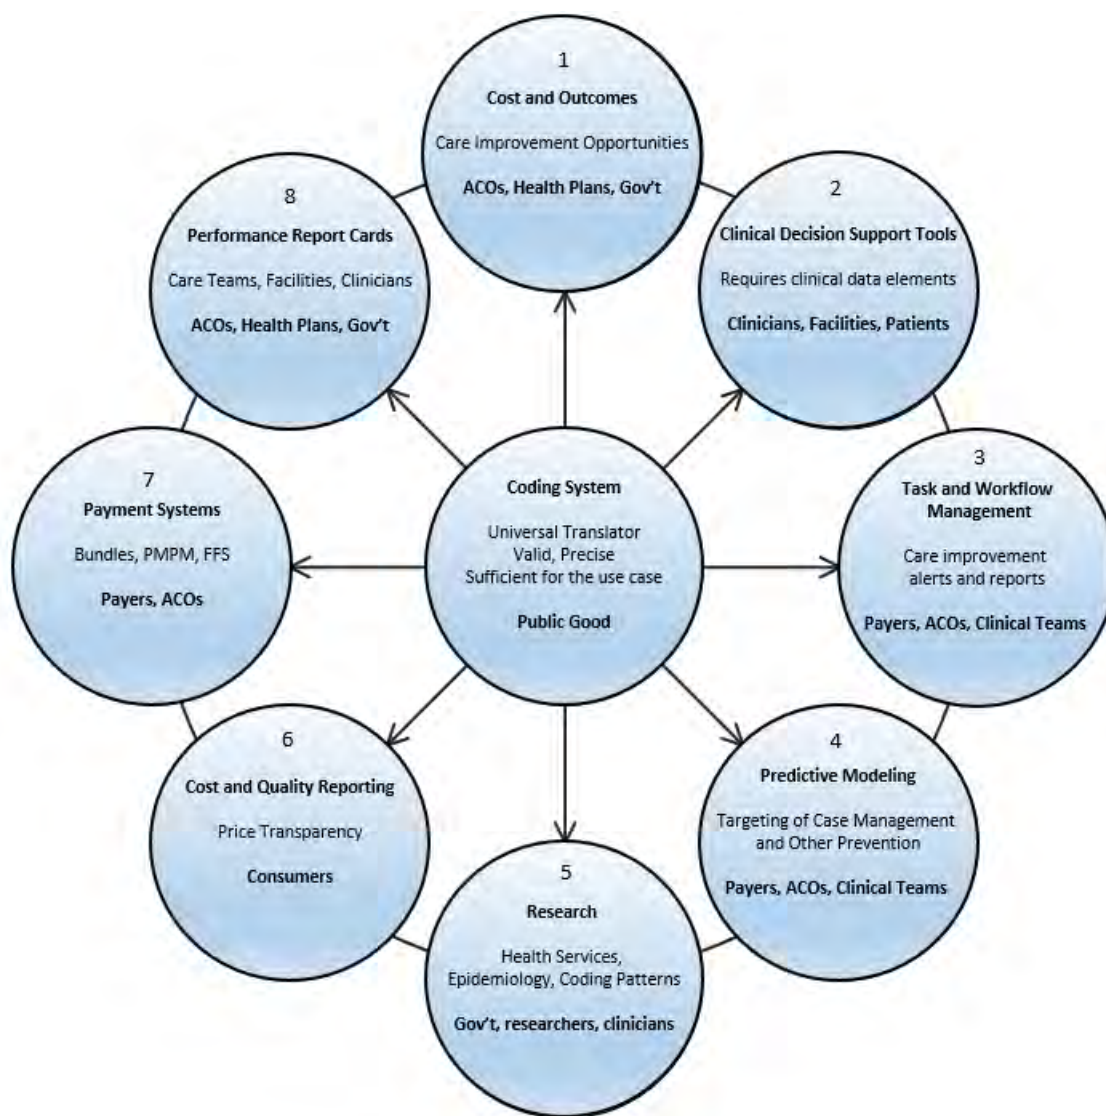 1
Cost and Outcomes
Care Improvement Opportunities
ACOs, Health Plans, Gov't
2
Clinical Decision Support Tools
Requires clinical data elements
Clinicians, Facilities, Patients
3
Task and Workflow
Management
Care improvement
alerts and reports
Payers, ACOs, Clinical Teams
4
Predictive Modeling
Targeting of Case Management
and Other Prevention
Payers, ACOs, Clinical Teams
5
Research
Health Services,
Epidemiology, Coding Patterns
Gov't, researchers, clinicians
6
Cost and Quality Reporting
Price Transparency
Consumers
7
Payment Systems
Bundles, PMPM, FFS
Payers, ACOs
8
Performance Report Cards
Care Teams, Facilities, Clinicians
ACOs, Health Plans, Gov't
Coding System
Universal Translator
Valid, Precise
Sufficient for the use case
Public Good